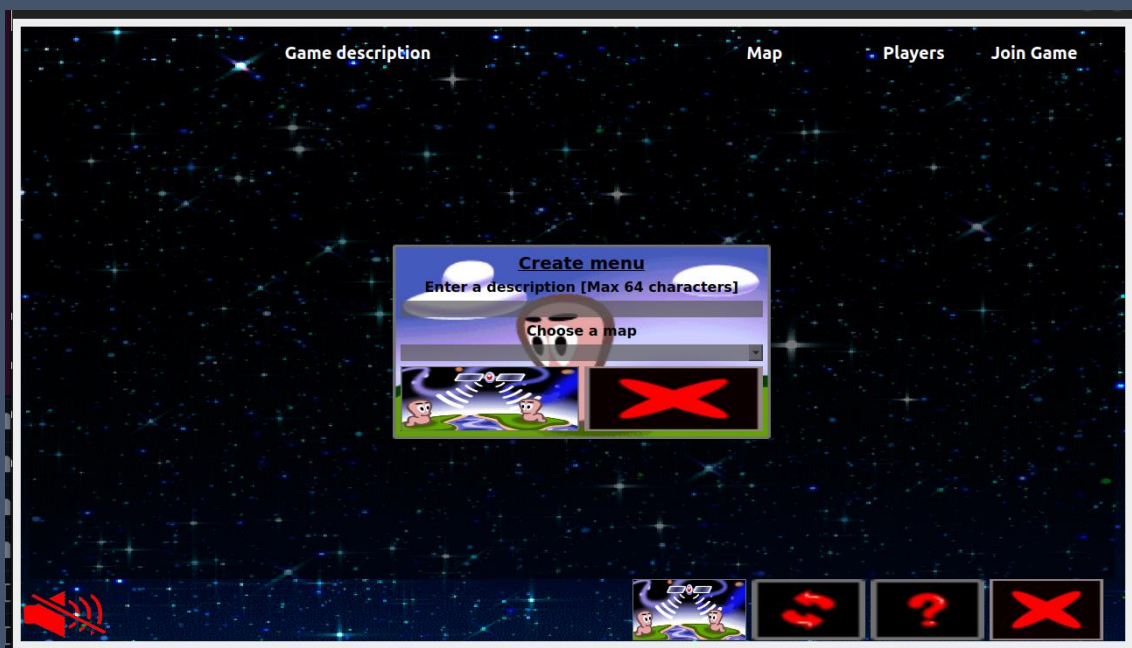 Game description Map Players Join Game
Create menu
Enter a description [Max 64 characters]
Choose a map